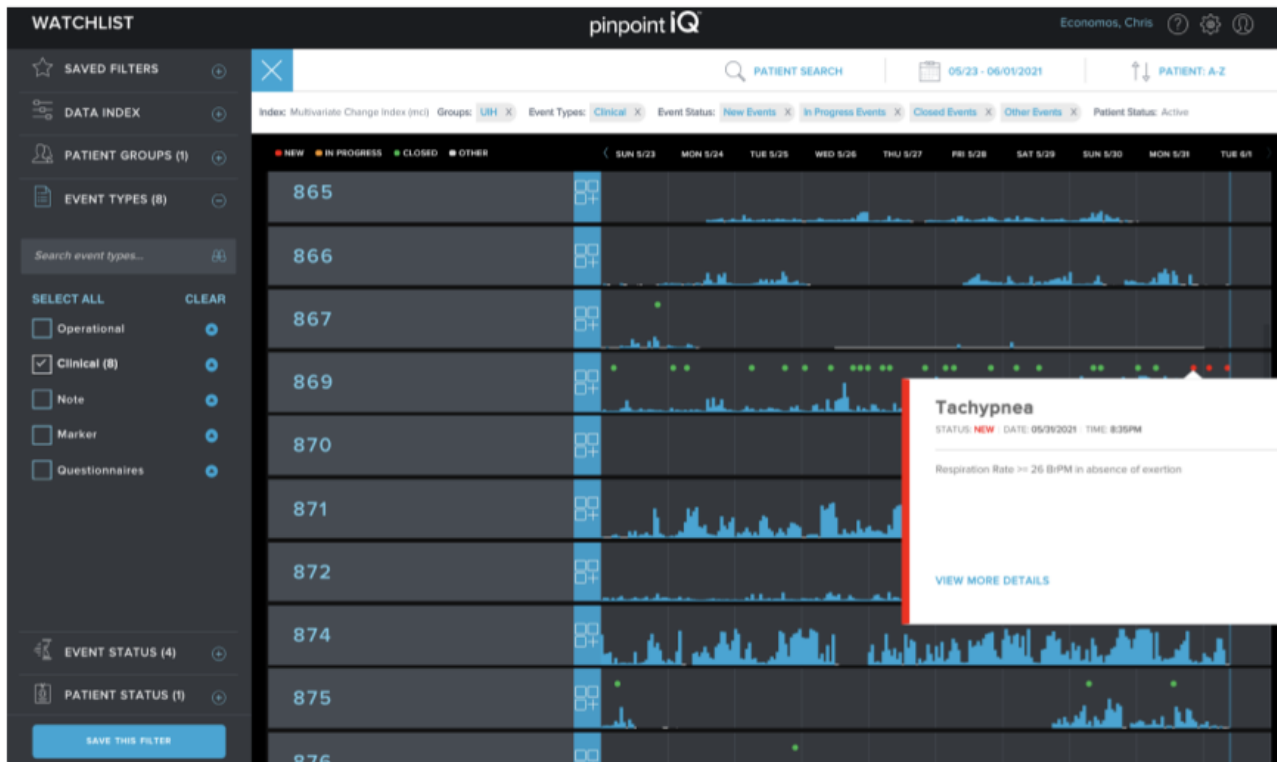 WATCHLIST
pinpoint iQ™
Economos, Chris
SAVED FILTERS
DATA INDEX
PATIENT GROUPS (1)
EVENT TYPES (8)
Search event types...
SELECT ALL CLEAR
Operational
Clinical (8)
Note
Marker
Questionnaires
EVENT STATUS (4)
PATIENT STATUS (1)
SAVE THIS FILTER
PATIENT SEARCH 05/23 - 06/01/2021 PATIENT: A-Z
Index: Multivariate Change Index (mci) Groups: UIH X Event Types: Clinical X Event Status: New Events X In Progress Events X Closed Events X Other Events X Patient Status: Active
NEW IN PROGRESS CLOSED OTHER SUN 5/23 MON 5/24 TUE 5/25 WED 5/26 THU 5/27 FRI 5/28 SAT 5/29 SUN 5/30 MON 5/31 TUE 6/1
865
866
867
869
870
871
872
874
875
876
Tachypnea
STATUS: NEW | DATE: 05/31/2021 | TIME: 8:35PM
Respiration Rate >= 26 BrPM in absence of exertion
VIEW MORE DETAILS